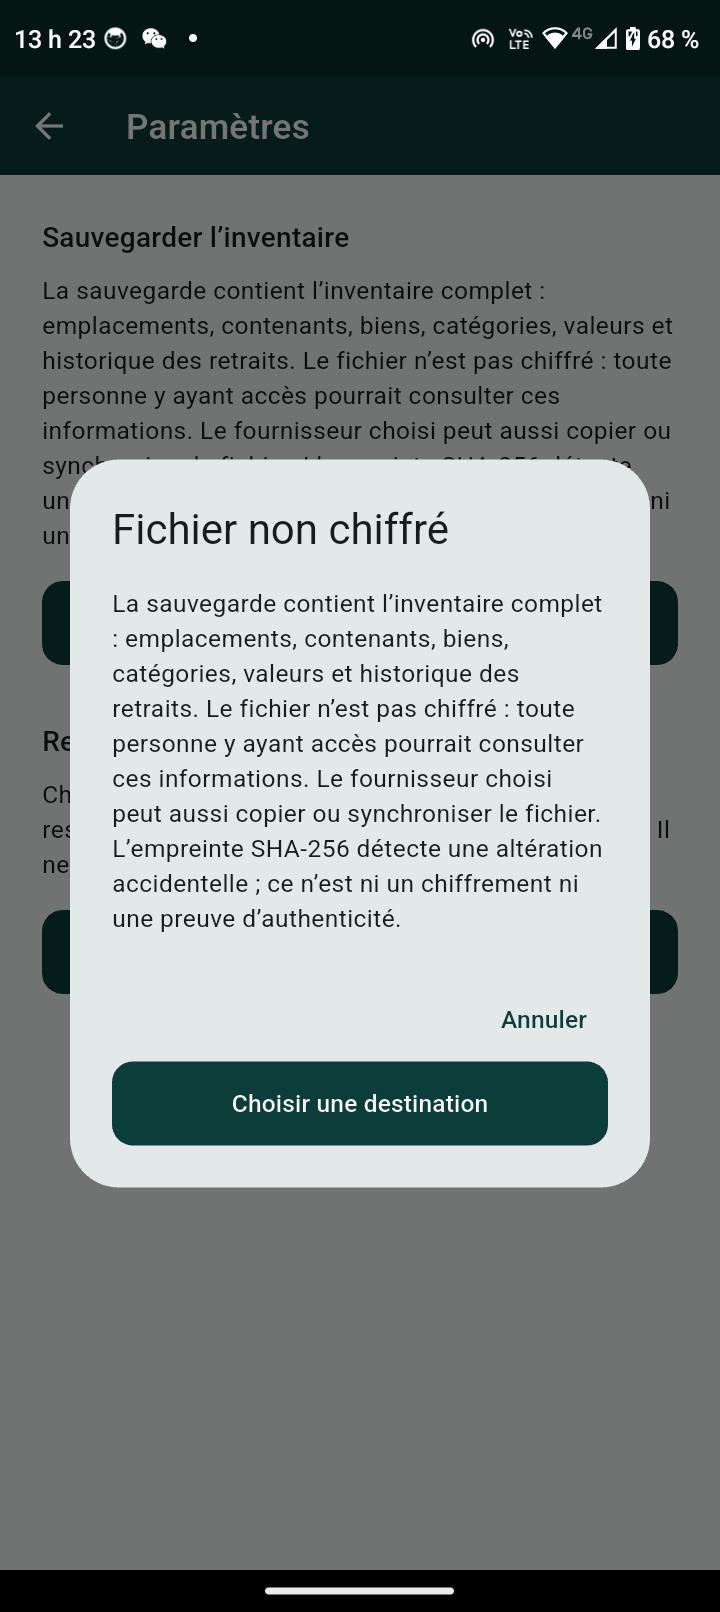 13 h 23
Vo LTE
4G
68 %
Paramètres
Sauvegarder l’inventaire
La sauvegarde contient l’inventaire complet :
emplacements, contenants, biens, catégories, valeurs et
historique des retraits. Le fichier n’est pas chiffré : toute
personne y ayant accès pourrait consulter ces
informations. Le fournisseur choisi peut aussi copier ou
Fichier non chiffré
La sauvegarde contient l’inventaire complet
: emplacements, contenants, biens,
catégories, valeurs et historique des
retraits. Le fichier n’est pas chiffré : toute
personne y ayant accès pourrait consulter
ces informations. Le fournisseur choisi
peut aussi copier ou synchroniser le fichier.
L’empreinte SHA-256 détecte une altération
accidentelle ; ce n’est ni un chiffrement ni
une preuve d’authenticité.
Annuler
Choisir une destination
ni
Il